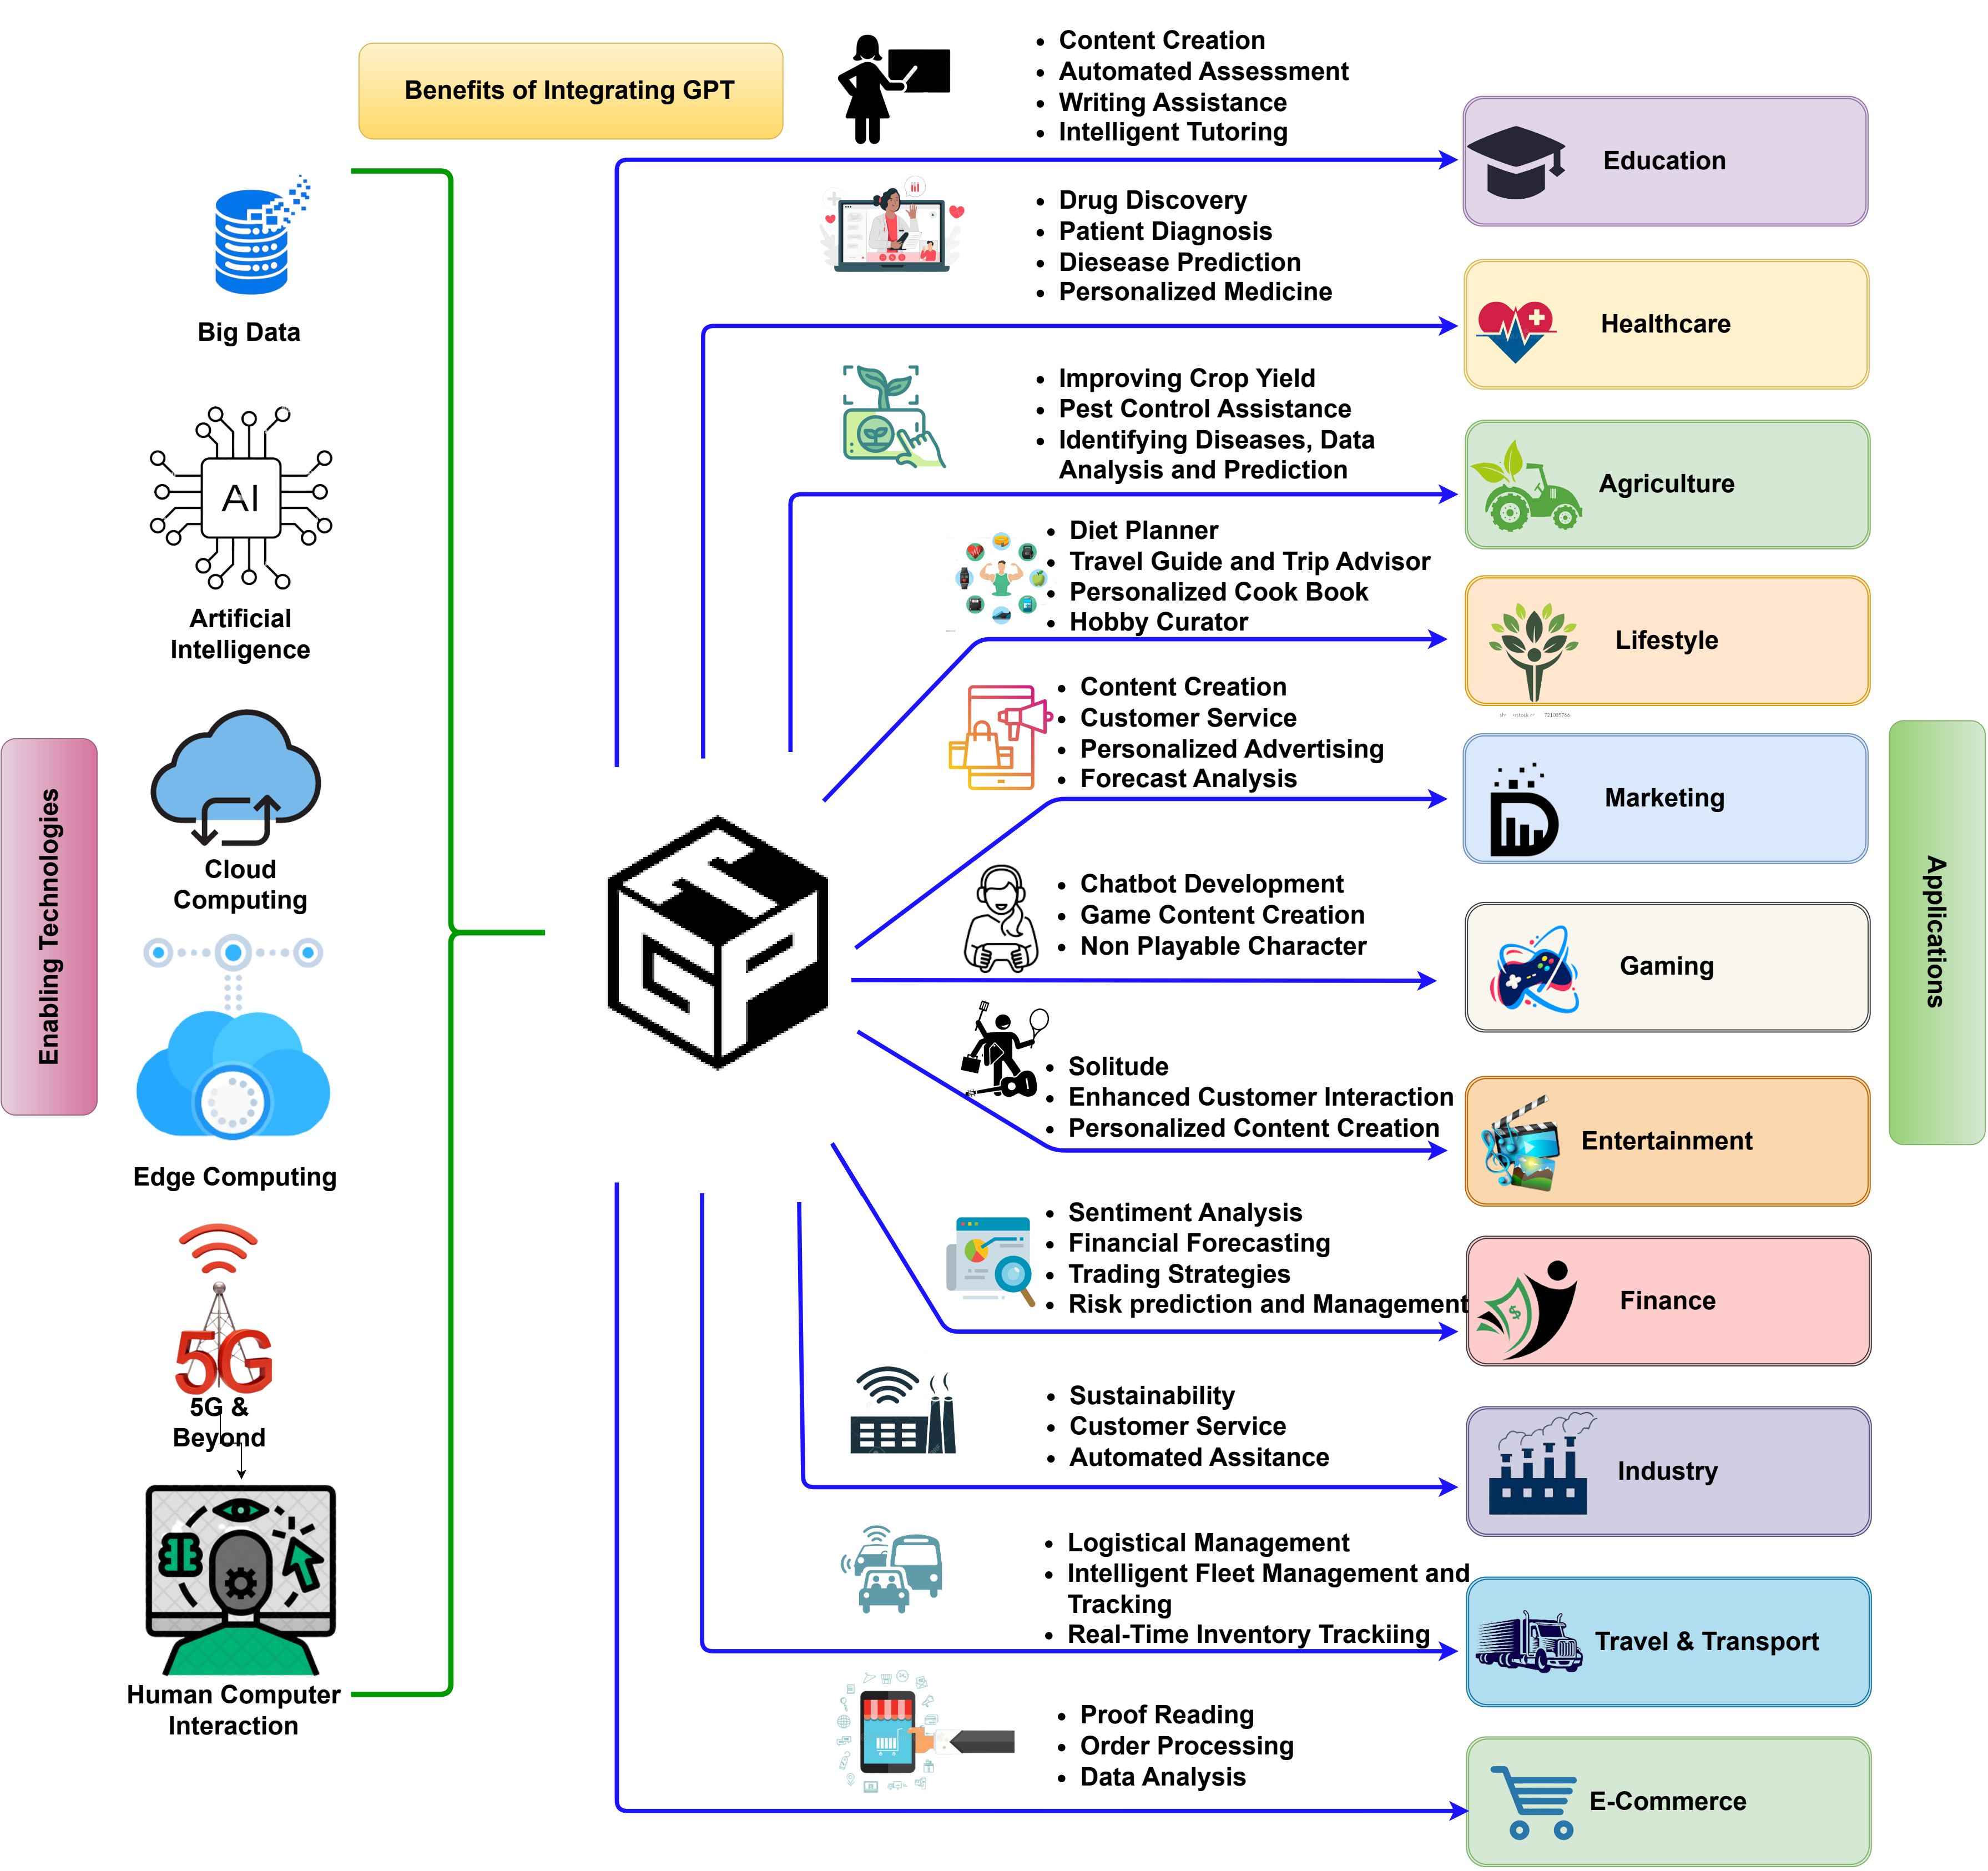 Benefits of Integrating GPT
Enabling Technologies
Big Data
AI
Artificial
Intelligence
Cloud
Computing
Edge Computing
5G
5G &
Beyond
Human Computer
Interaction
GPT
Content Creation
Automated Assessment
Writing Assistance
Intelligent Tutoring
Education
Drug Discovery
Patient Diagnosis
Diesease Prediction
Personalized Medicine
Healthcare
Improving Crop Yield
Pest Control Assistance
Identifying Diseases, Data
Analysis and Prediction
Agriculture
Diet Planner
Travel Guide and Trip Advisor
Personalized Cook Book
Hobby Curator
Lifestyle
Content Creation
Customer Service
Personalized Advertising
Forecast Analysis
Marketing
Chatbot Development
Game Content Creation
Non Playable Character
Gaming
Solitude
Enhanced Customer Interaction
Personalized Content Creation
Entertainment
Sentiment Analysis
Financial Forecasting
Trading Strategies
Risk prediction and Management
Finance
Sustainability
Customer Service
Automated Assitance
Industry
Logistical Management
Intelligent Fleet Management and
Tracking
Real-Time Inventory Trackiing
Travel & Transport
Proof Reading
Order Processing
Data Analysis
E-Commerce
Applications